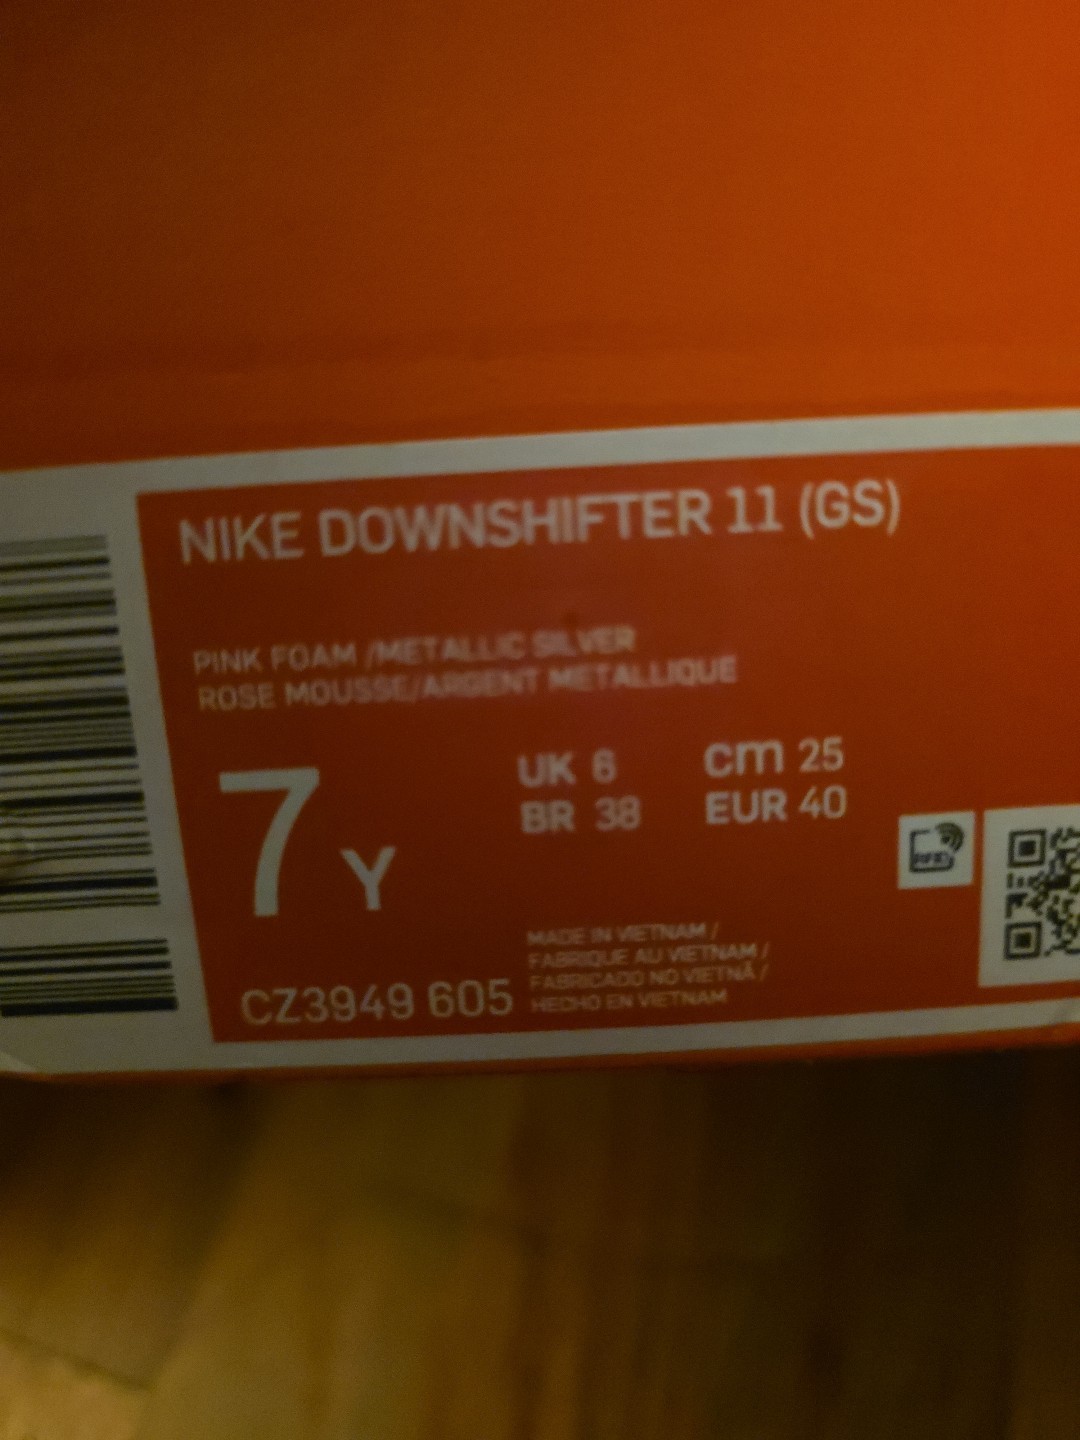 NIKE DOWNSHIFTER 11 (GS)
PINK FOAM /METALLIC SILVER
ROSE MOUSSE/ARGENT METALLIQUE
7 Y
UK 6
BR 38
cm 25
EUR 40
RFID
CZ3949 605
MADE IN VIETNAM /
FABRIQUE AU VIETNAM /
FABRICADO NO VIETNÃ /
HECHO EN VIETNAM